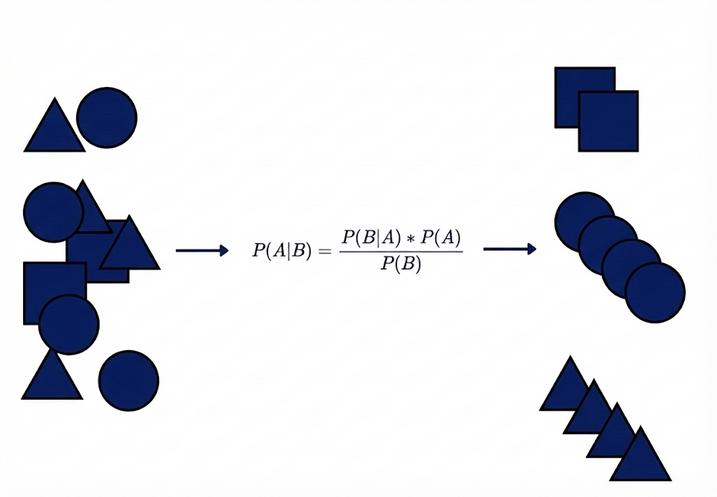 P(A|B) = P(B|A) * P(A) / P(B)